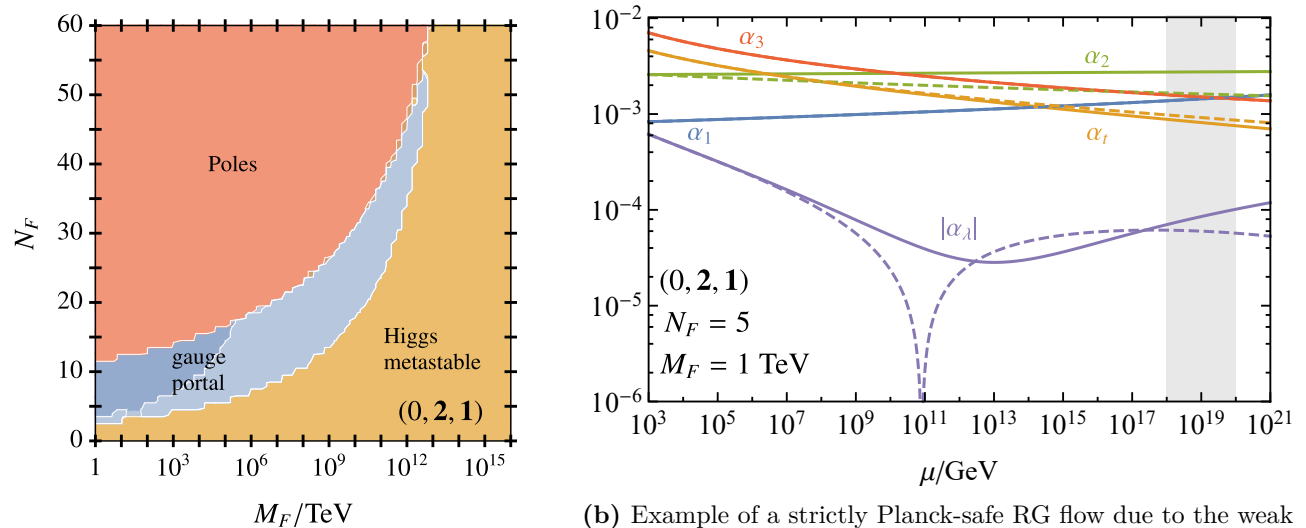 60
50
40
30
20
10
0
N_F
Poles
gauge
portal
Higgs
metastable
(0, 2, 1)
1
10^3
10^6
10^9
10^12
10^15
M_F/TeV
10^−2
10^−3
10^−4
10^−5
10^−6
α_3
α_2
α_1
α_t
|α_λ|
(0, 2, 1)
N_F = 5
M_F = 1 TeV
10^3
10^5
10^7
10^9
10^11
10^13
10^15
10^17
10^19
10^21
μ/GeV
(b) Example of a strictly Planck-safe RG flow due to the weak